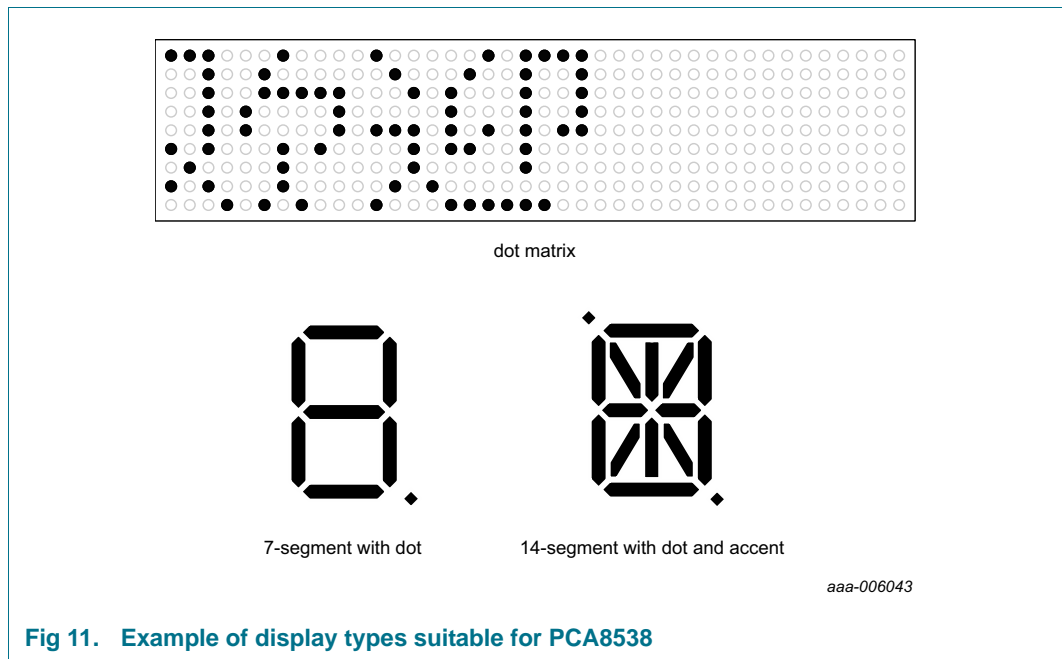 dot matrix
7-segment with dot
14-segment with dot and accent
aaa-006043
Fig 11. Example of display types suitable for PCA8538